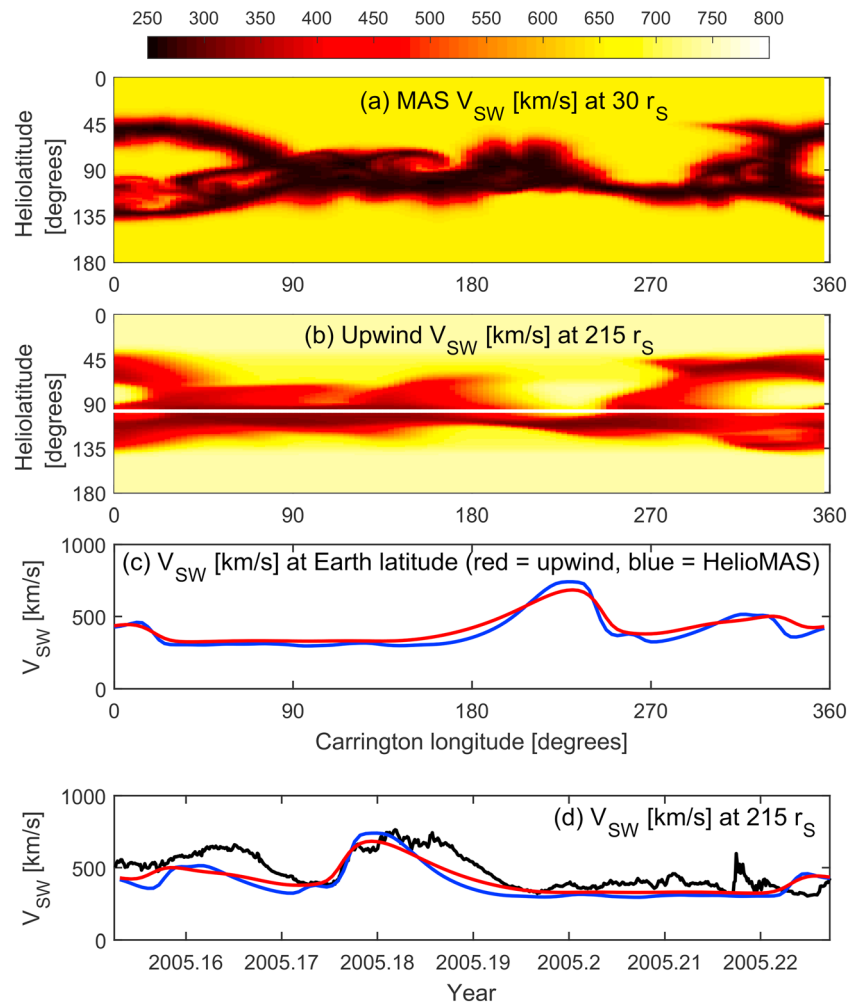 250 300 350 400 450 500 550 600 650 700 750 800
(a) MAS V_SW [km/s] at 30 r_S
0
45
90
135
180
Heliolatitude
[degrees]
0 90 180 270 360
(b) Upwind V_SW [km/s] at 215 r_S
0
45
90
135
180
Heliolatitude
[degrees]
0 90 180 270 360
(c) V_SW [km/s] at Earth latitude (red = upwind, blue = HelioMAS)
1000
500
0
V_SW [km/s]
0 90 180 270 360
Carrington longitude [degrees]
(d) V_SW [km/s] at 215 r_S
1000
500
0
V_SW [km/s]
2005.16 2005.17 2005.18 2005.19 2005.2 2005.21 2005.22
Year